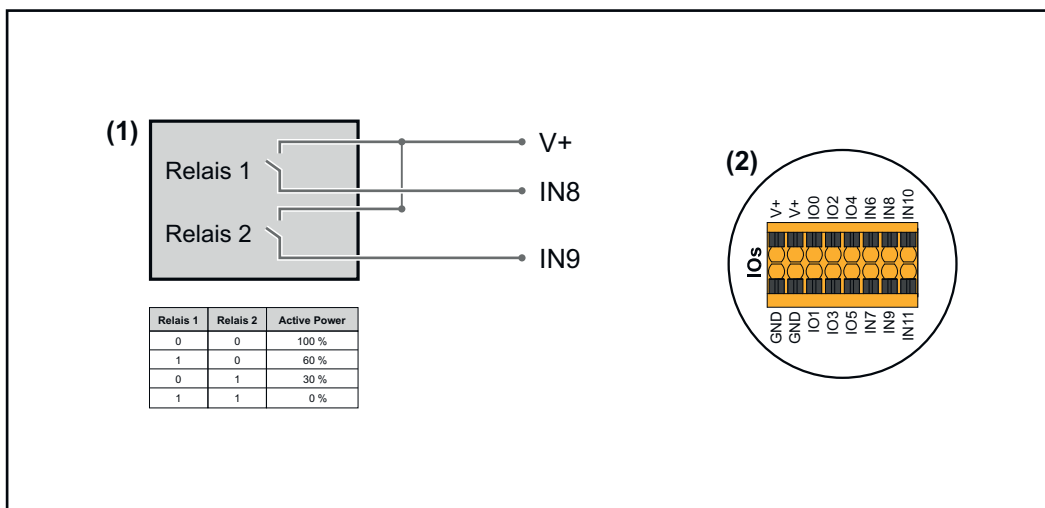 (1)
Relais 1
Relais 2
V+
IN8
IN9
Relais 1 Relais 2 Active Power
0 0 100 %
1 0 60 %
0 1 30 %
1 1 0 %
(2)
V+ V+ IO0 IO2 IO4 IN6 IN8 IN10
IOs
GND GND IO1 IO3 IO5 IN7 IN9 IN11